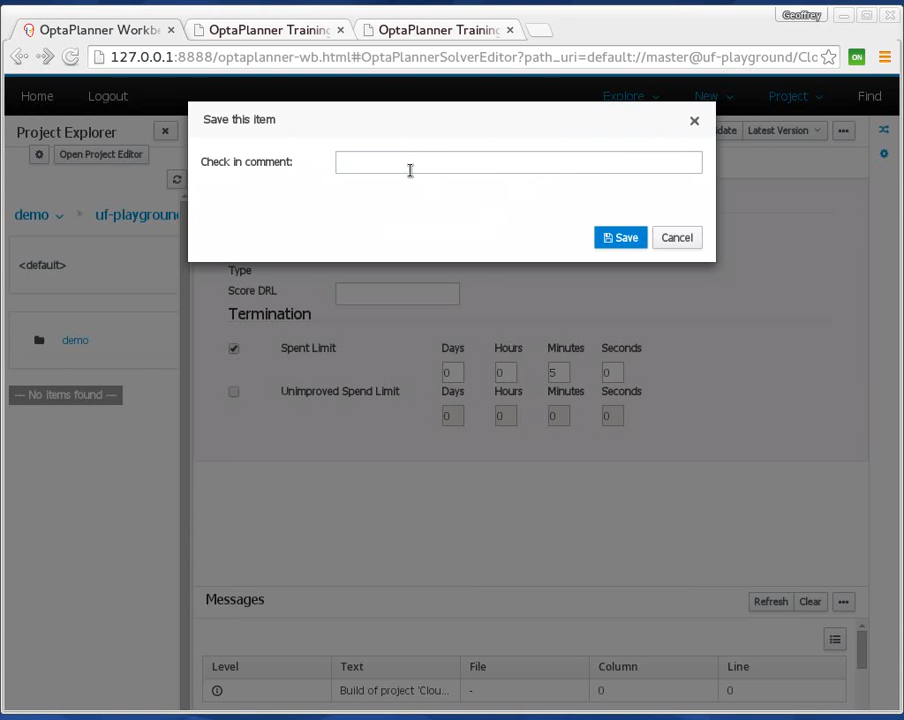 Geoffrey
OptaPlanner Workbe
OptaPlanner Training
OptaPlanner Training
127.0.0.1:8888/optaplanner-wb.html#OptaPlannerSolverEditor?path_uri=default://master@uf-playground/Clo
ON
Home Logout Explore New Project Find
Project Explorer
Open Project Editor
date Latest Version
Save this item
Check in comment:
Save Cancel
demo uf-playground
<default>
demo
--- No items found ---
Type
Score DRL
Termination
Spent Limit Days Hours Minutes Seconds
0 0 5 0
Unimproved Spend Limit Days Hours Minutes Seconds
0 0 0 0
Messages
Refresh Clear
Level Text File Column Line
Build of project 'Clou... - 0 0